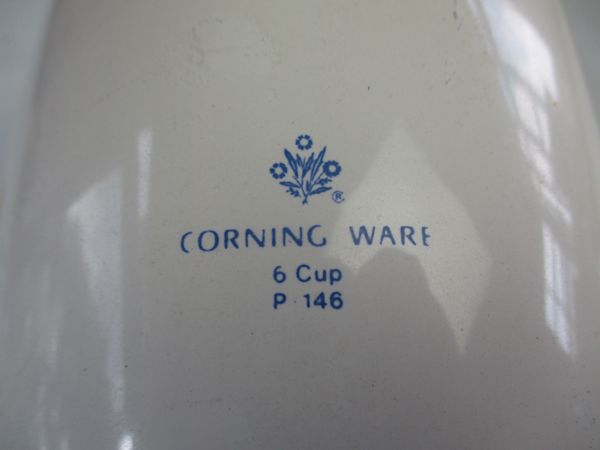 ®
CORNING WARE
6 Cup
P · 146